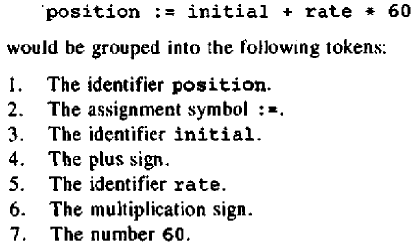 position := initial + rate * 60
would be grouped into the following tokens:
1. The identifier position.
2. The assignment symbol :=.
3. The identifier initial.
4. The plus sign.
5. The identifier rate.
6. The multiplication sign.
7. The number 60.